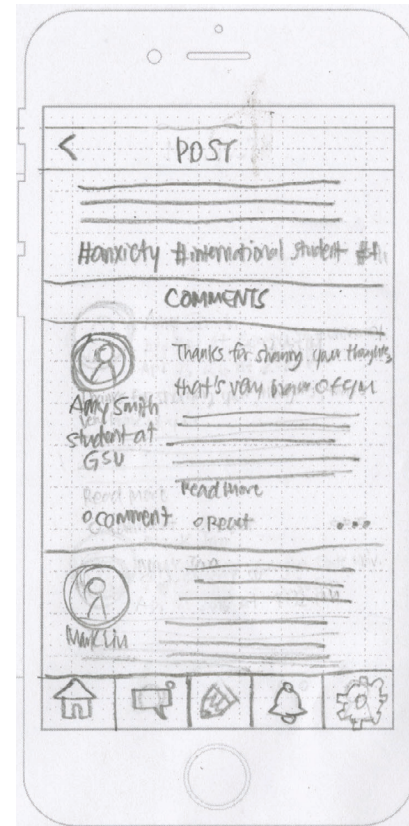 <
POST
#anxiety #international student
COMMENTS
Thanks for sharing your thoughts,
that's very brave of you
Amy Smith
student at
GSU
Read More
0 comment
0 React
...
Mark Liu